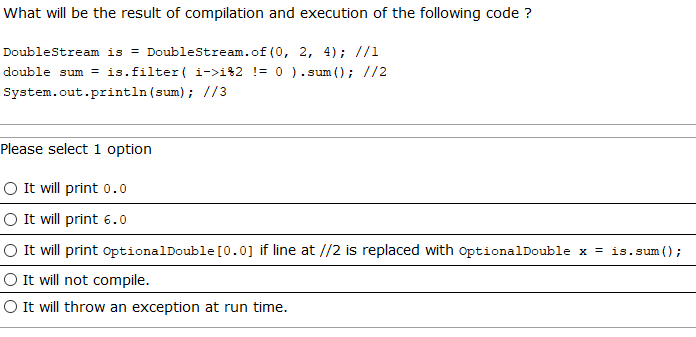 What will be the result of compilation and execution of the following code ?
DoubleStream is = DoubleStream.of(0, 2, 4); //1
double sum = is.filter( i->i%2 != 0 ).sum(); //2
System.out.println(sum); //3
Please select 1 option
It will print 0.0
It will print 6.0
It will print OptionalDouble[0.0] if line at //2 is replaced with OptionalDouble x = is.sum();
It will not compile.
It will throw an exception at run time.